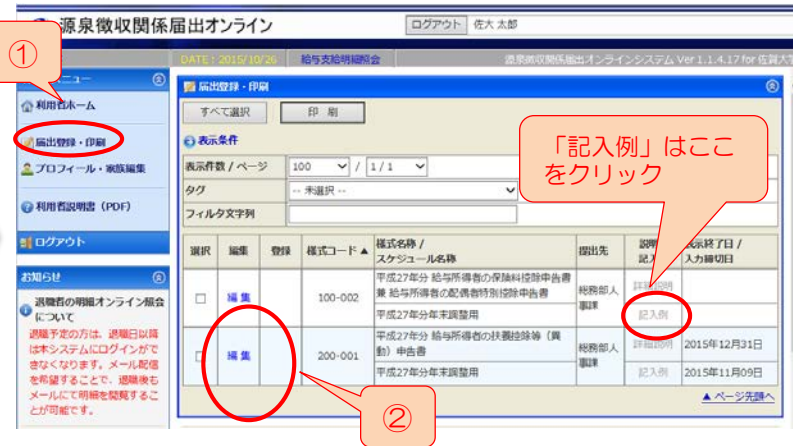 源泉徴収関係届出オンライン
ログアウト 佐大 太郎
①
DATE : 2015/10/26 給与支給明細照会 源泉徴収関係届出オンラインシステム Ver 1.1.4.17 for 佐賀大
ニュー
利用者ホーム
届出登録・印刷
プロフィール・家族編集
利用者説明書（PDF）
ログアウト
お知らせ
退職者の明細オンライン照会について
退職予定の方は、退職日以降
は本システムにログインがで
きなくなります。メール配信
を希望することで、退職後も
メールにて明細を閲覧するこ
とが可能です。
届出登録・印刷
すべて選択 印 刷
表示条件
表示件数 / ページ 100 / 1 / 1
タグ -- 未選択 --
フィルタ文字列
「記入例」はここ
をクリック
選択 編集 登録 様式コード▲ 様式名称 /
スケジュール名称 提出先 説明 記入 表示終了日 /
入力締切日
編 集 100-002 平成27年分 給与所得者の保険料控除申告書
兼 給与所得者の配偶者特別控除申告書 総務部人
事課 詳細説明
平成27年分年末調整用 記入例
編 集 200-001 平成27年分 給与所得者の扶養控除等（異
動）申告書 総務部人
事課 詳細説明 2015年12月31日
平成27年分年末調整用 記入例 2015年11月09日
▲ ページ先頭へ
②